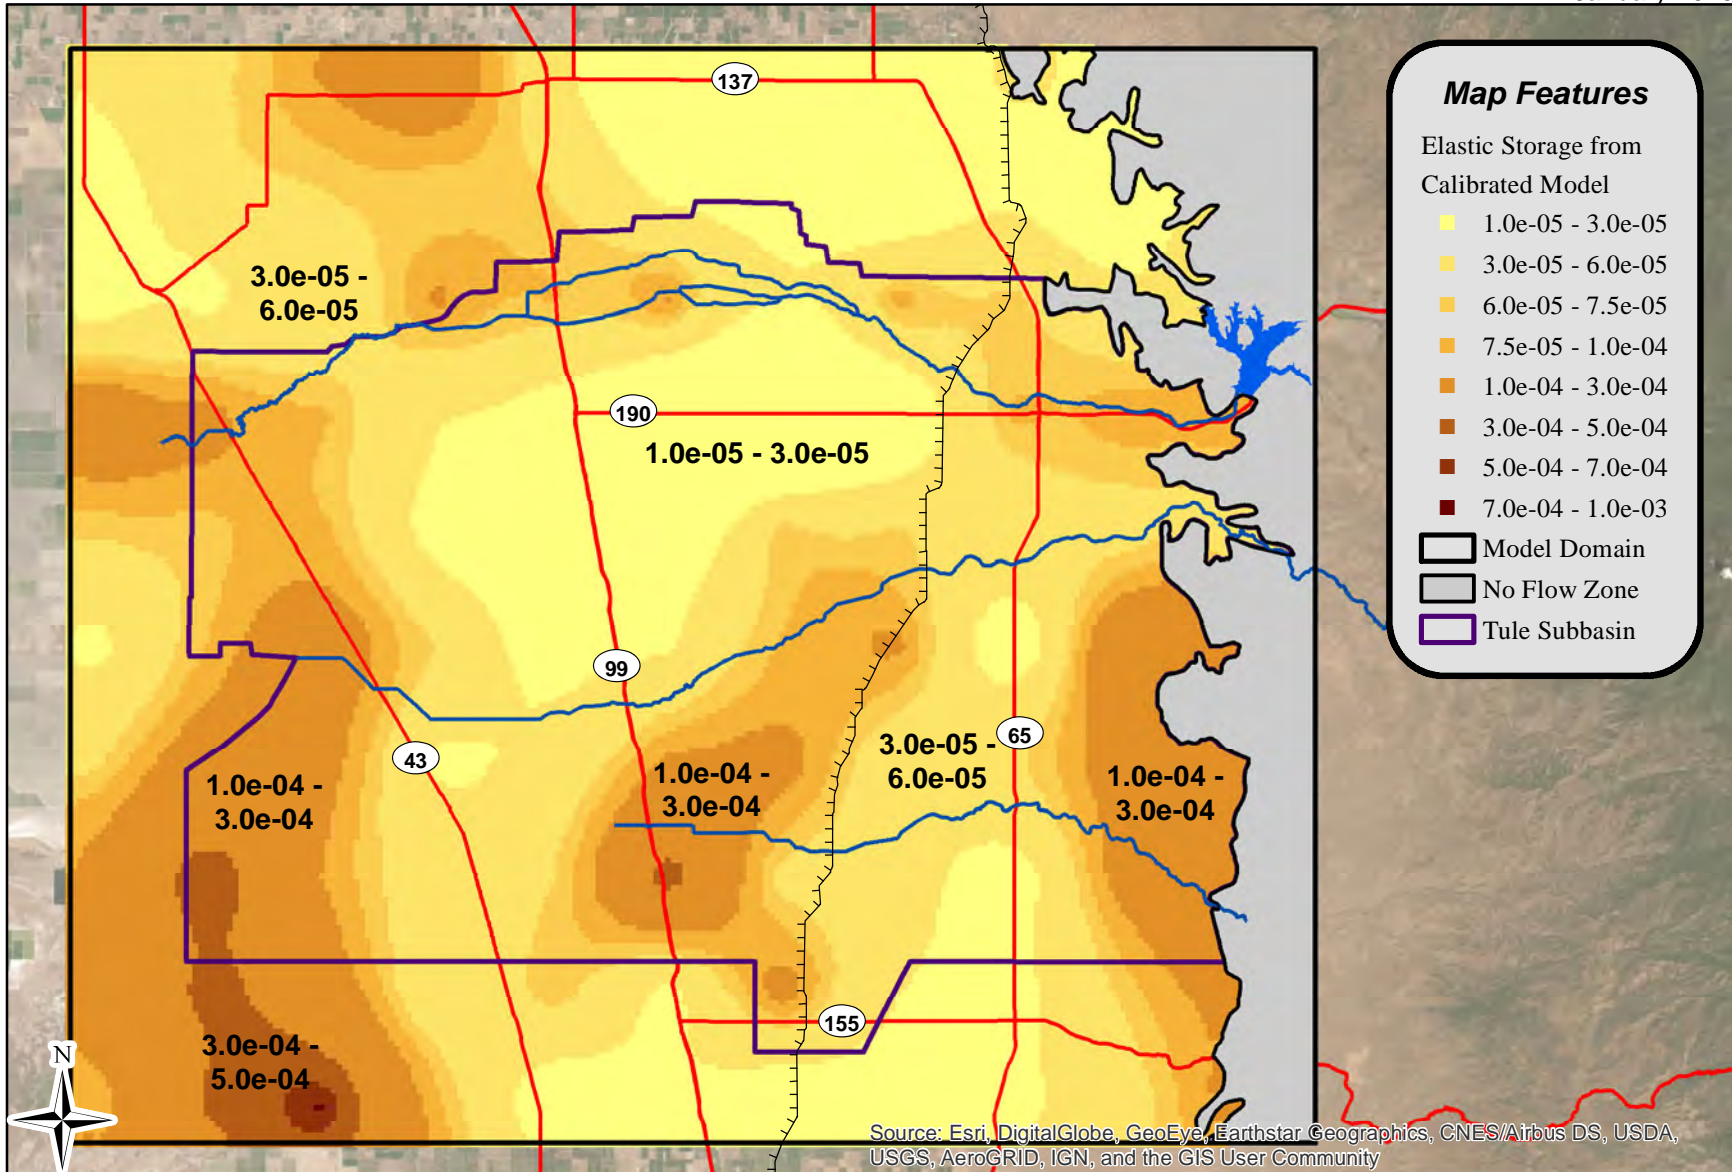 137
3.0e-05 -
6.0e-05
190
1.0e-05 - 3.0e-05
99
43
65
3.0e-05 -
6.0e-05
1.0e-04 -
3.0e-04
1.0e-04 -
3.0e-04
1.0e-04 -
3.0e-04
155
3.0e-04 -
5.0e-04
N
Map Features
Elastic Storage from
Calibrated Model
1.0e-05 - 3.0e-05
3.0e-05 - 6.0e-05
6.0e-05 - 7.5e-05
7.5e-05 - 1.0e-04
1.0e-04 - 3.0e-04
3.0e-04 - 5.0e-04
5.0e-04 - 7.0e-04
7.0e-04 - 1.0e-03
Model Domain
No Flow Zone
Tule Subbasin
Source: Esri, DigitalGlobe, GeoEye, Earthstar Geographics, CNES/Airbus DS, USDA,
USGS, AeroGRID, IGN, and the GIS User Community